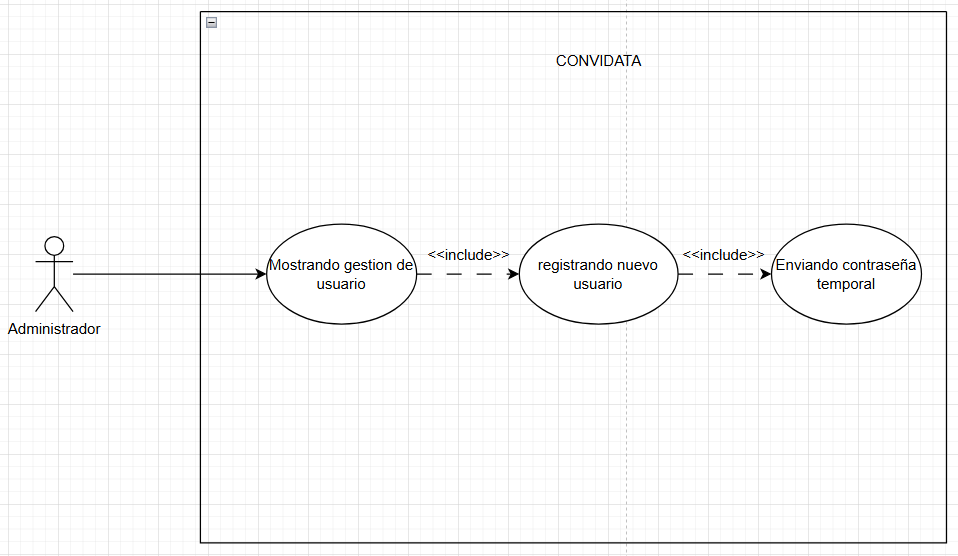 CONVIDATA
Mostrando gestion de
usuario
<<include>>
registrando nuevo
usuario
<<include>>
Enviando contraseña
temporal
Administrador